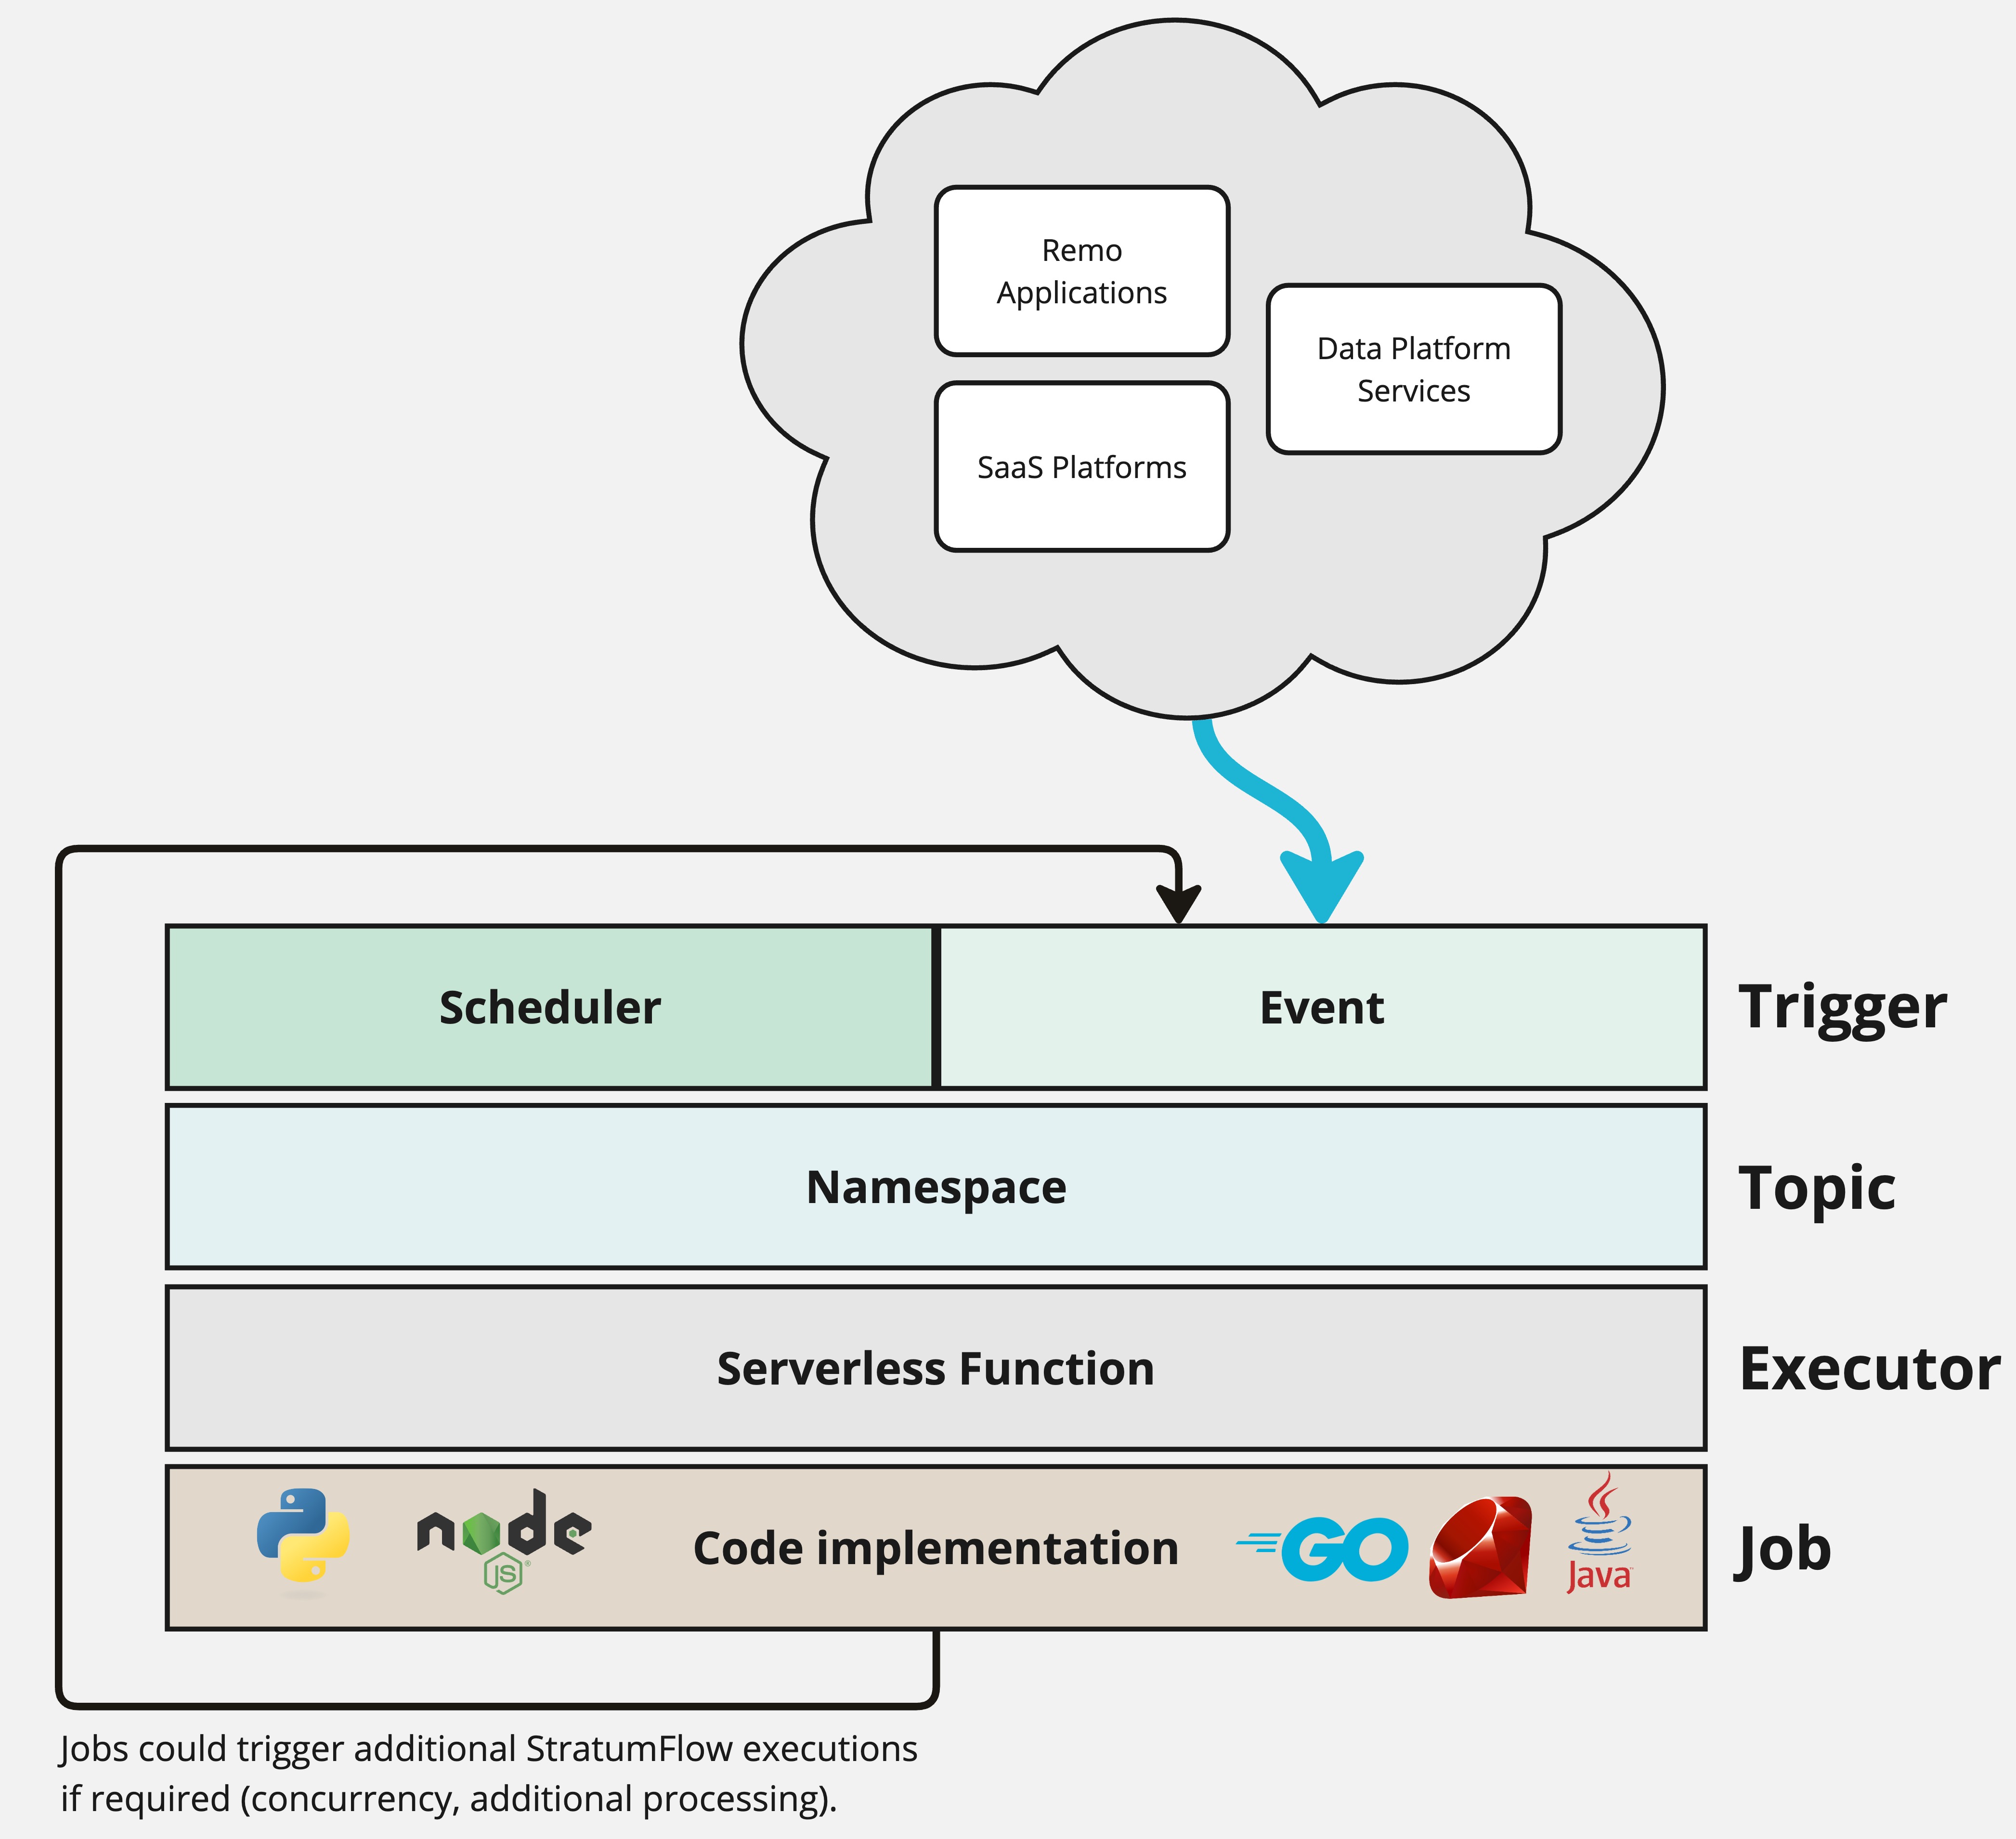 Remo
Applications
Data Platform
Services
SaaS Platforms
Scheduler
Event
Trigger
Namespace
Topic
Serverless Function
Executor
node
JS
®
Code implementation
GO
Java
Job
Jobs could trigger additional StratumFlow executions
if required (concurrency, additional processing).